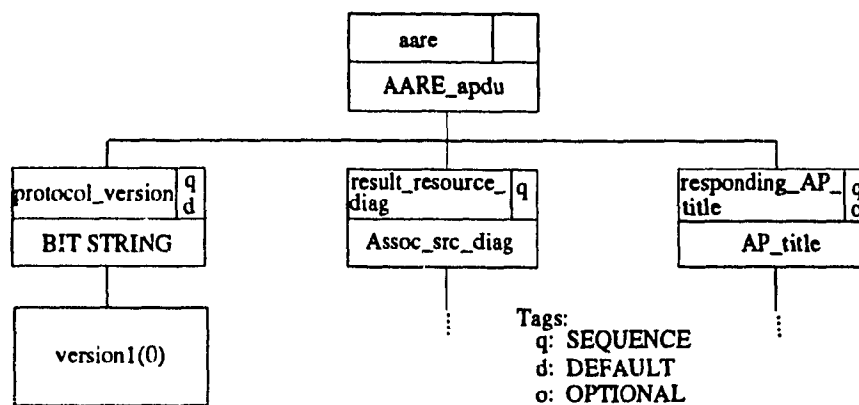 aare
AARE_apdu
protocol_version
q
d
BIT STRING
version1(0)
result_resource_
diag
q
Assoc_src_diag
responding_AP_
title
q
o
AP_title
Tags:
q: SEQUENCE
d: DEFAULT
o: OPTIONAL